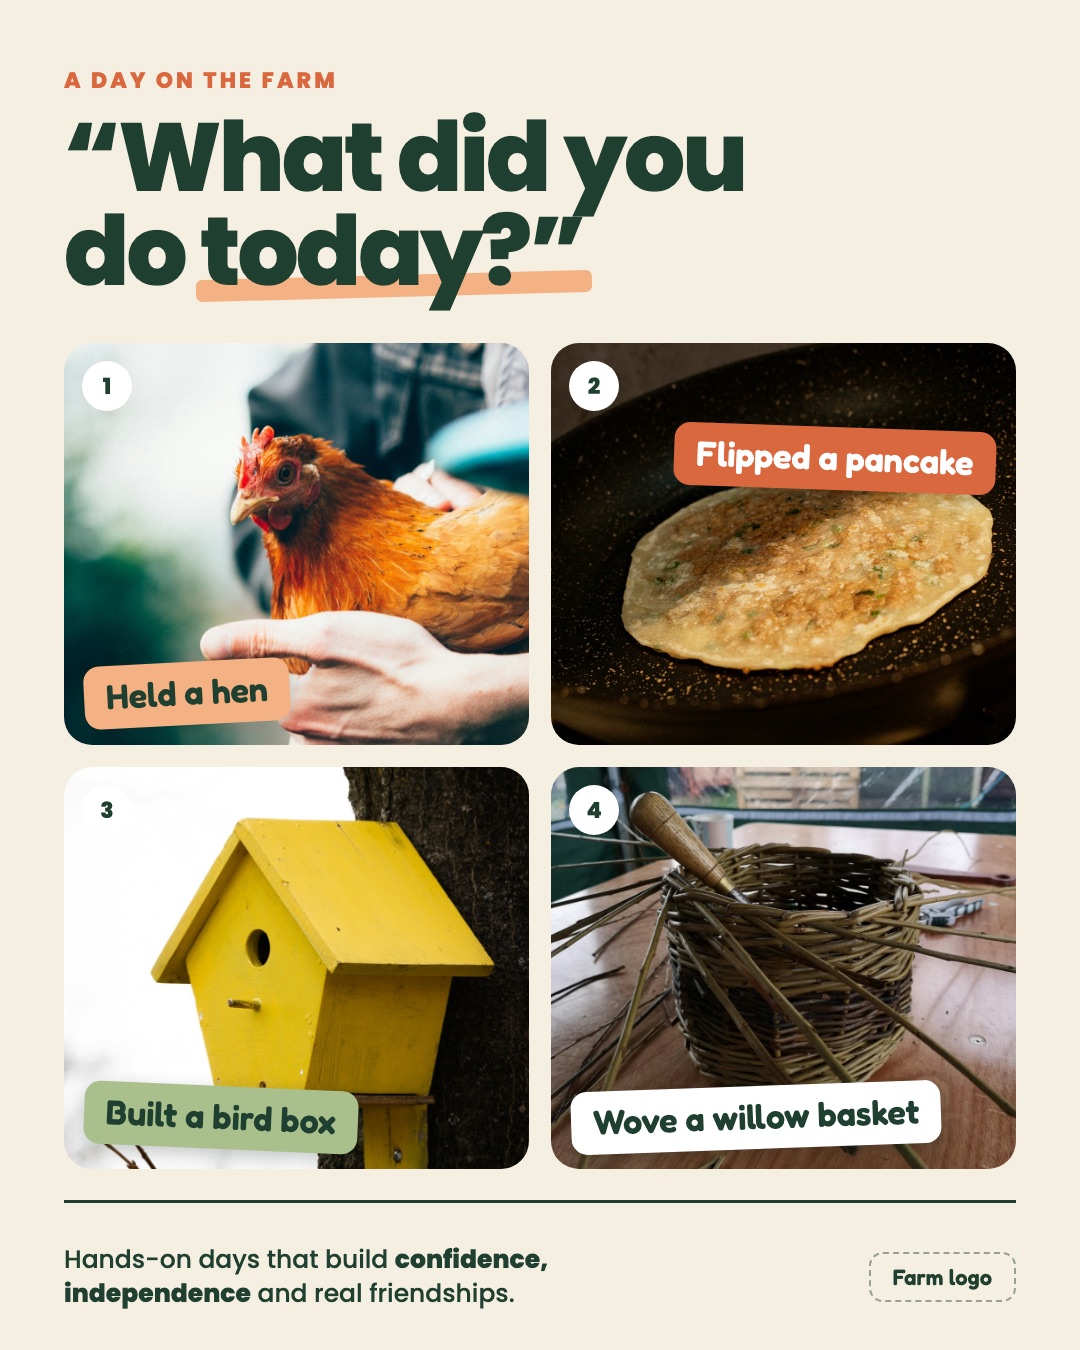 A DAY ON THE FARM
“What did you
do today?”
1
Held a hen
2
Flipped a pancake
3
Built a bird box
4
Wove a willow basket
Hands-on days that build confidence,
independence and real friendships.
Farm logo